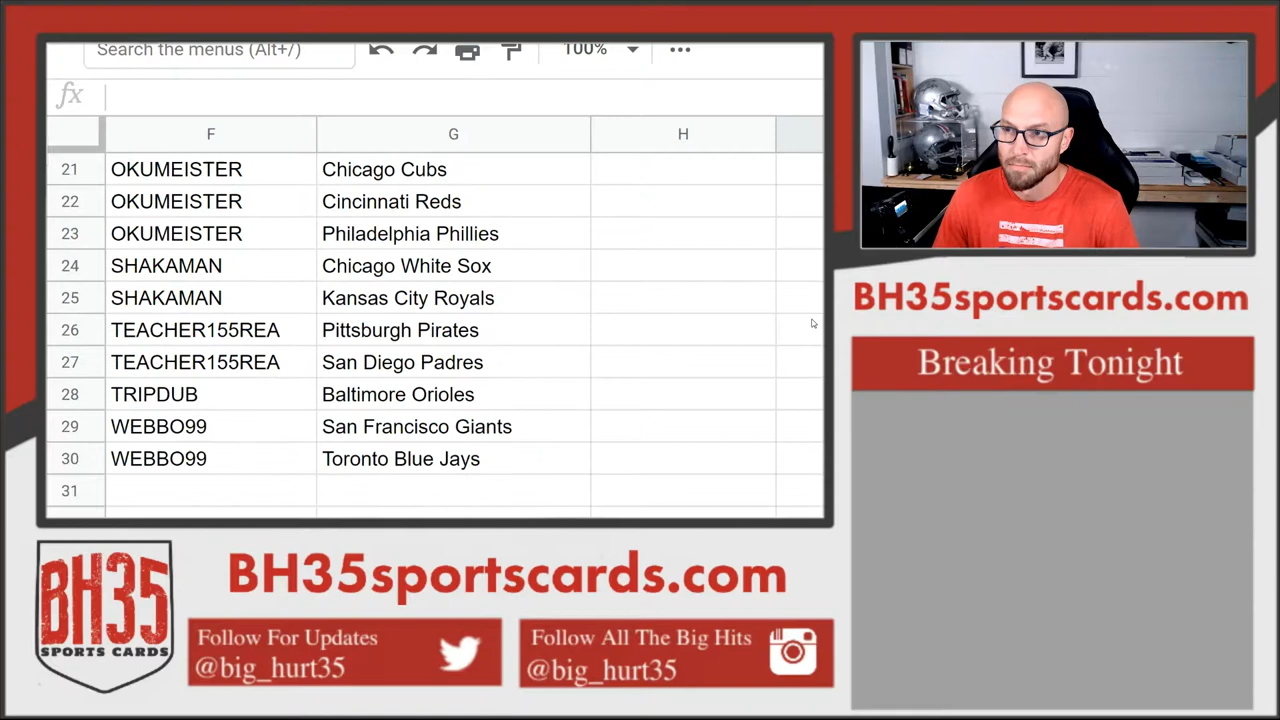 Search the menus (Alt+/)
100%
fx
F G H
21 OKUMEISTER Chicago Cubs
22 OKUMEISTER Cincinnati Reds
23 OKUMEISTER Philadelphia Phillies
24 SHAKAMAN Chicago White Sox
25 SHAKAMAN Kansas City Royals
26 TEACHER155REA Pittsburgh Pirates
27 TEACHER155REA San Diego Padres
28 TRIPDUB Baltimore Orioles
29 WEBBO99 San Francisco Giants
30 WEBBO99 Toronto Blue Jays
31
BH35sportscards.com
Breaking Tonight
BH35
SPORTS CARDS
BH35sportscards.com
Follow For Updates
@big_hurt35
Follow All The Big Hits
@big_hurt35